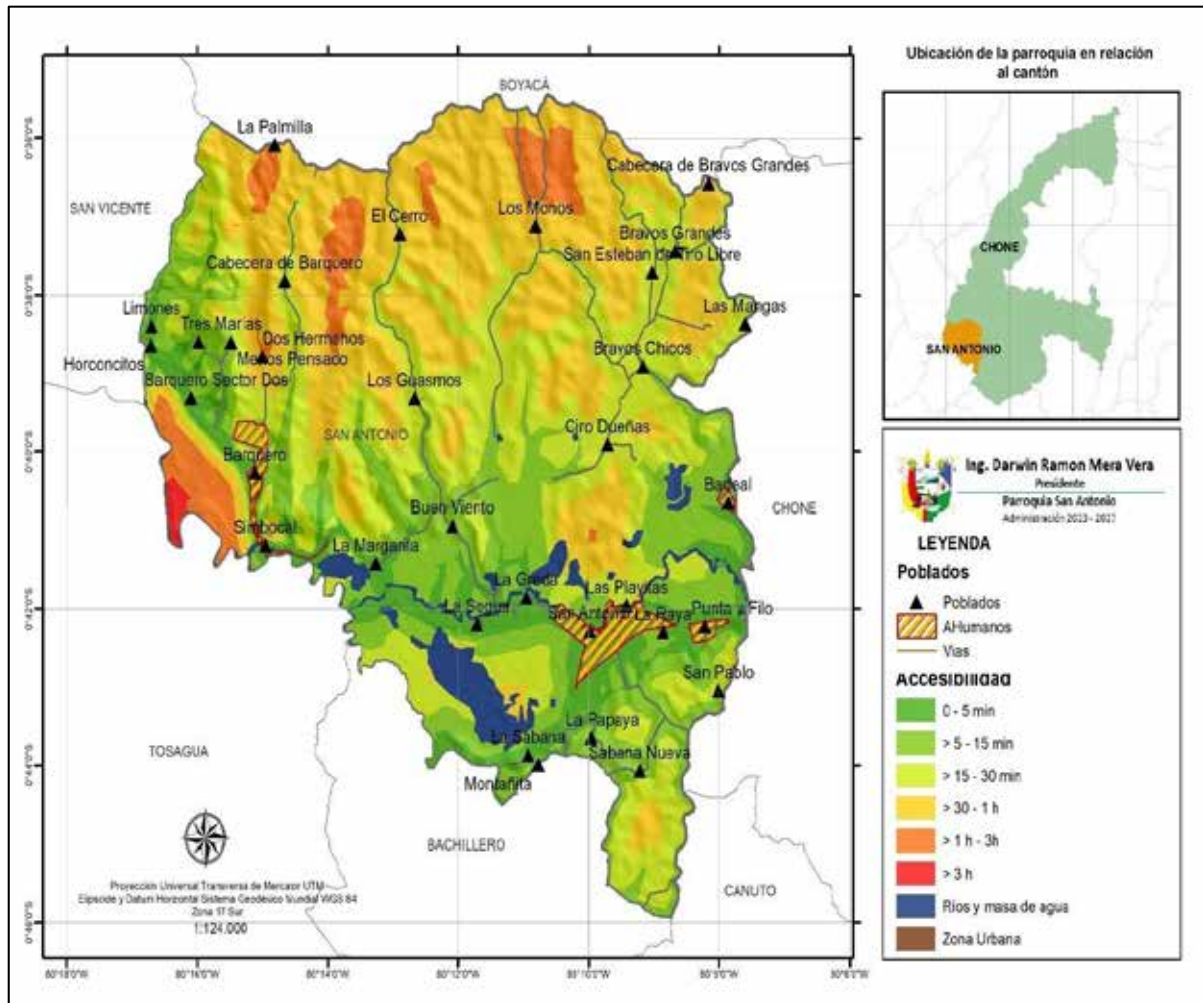 Ubicación de la parroquia en relación
al cantón
BOYACÁ
La Palmilla
Cabecera de Bravos Grandes
SAN VICENTE
El Cerro
Los Monos
Bravos Grandes
San Esteban de Tiro Libre
Cabecera de Barquero
Limones
Tres Marías
Dos Hermanos
Las Mangas
Horconcitos
Menos Pensado
Bravos Chicos
Barquero Sector Dos
Los Guasmos
SAN ANTONIO
Ciro Dueñas
Barquero
Bareal
Buen Viento
CHONE
Simbocal
La Margarita
La Greda
Las Playitas
La Segua
San Antonio
La Raya
Punta y Filo
San Pablo
La Papaya
La Sabana
Sabana Nueva
TOSAGUA
Montañita
BACHILLERO
CANUTO
0°36'0"S
0°38'0"S
0°40'0"S
0°42'0"S
0°44'0"S
0°46'0"S
Proyección Universal Transversa de Mercator UTM
Elipsoide y Datum Horizontal Sistema Geodésico Mundial WGS 84
Zona 17 Sur
1:124.000
80°18'0"W
80°16'0"W
80°14'0"W
80°12'0"W
80°10'0"W
80°6'0"W
CHONE
SAN ANTONIO
Ing. Darwin Ramon Mera Vera
Presidente
Parroquia San Antonio
Administración 2023 - 2027
LEYENDA
Poblados
Poblados
AHumanos
Vias
Accesibilidad
0 - 5 min
> 5 - 15 min
> 15 - 30 min
> 30 - 1 h
> 1 h - 3h
> 3 h
Ríos y masa de agua
Zona Urbana